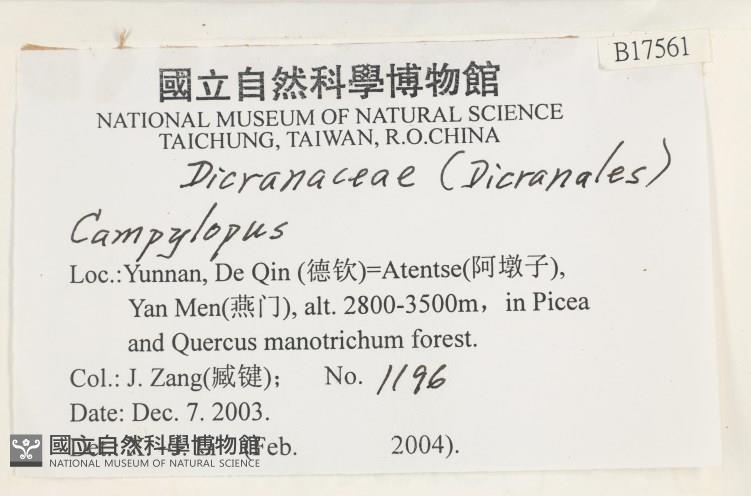 B17561
國立自然科學博物館
NATIONAL MUSEUM OF NATURAL SCIENCE
TAICHUNG, TAIWAN, R.O.CHINA
Dicranaceae (Dicranales)
Campylopus
Loc.:Yunnan, De Qin (德钦)=Atentse(阿墩子),
Yan Men(燕门), alt. 2800-3500m，in Picea
and Quercus manotrichum forest.
Col.: J. Zang(臧键)； No. 1196
Date: Dec. 7. 2003.
(Feb. 2004).
國立自然科學博物館
NATIONAL MUSEUM OF NATURAL SCIENCE